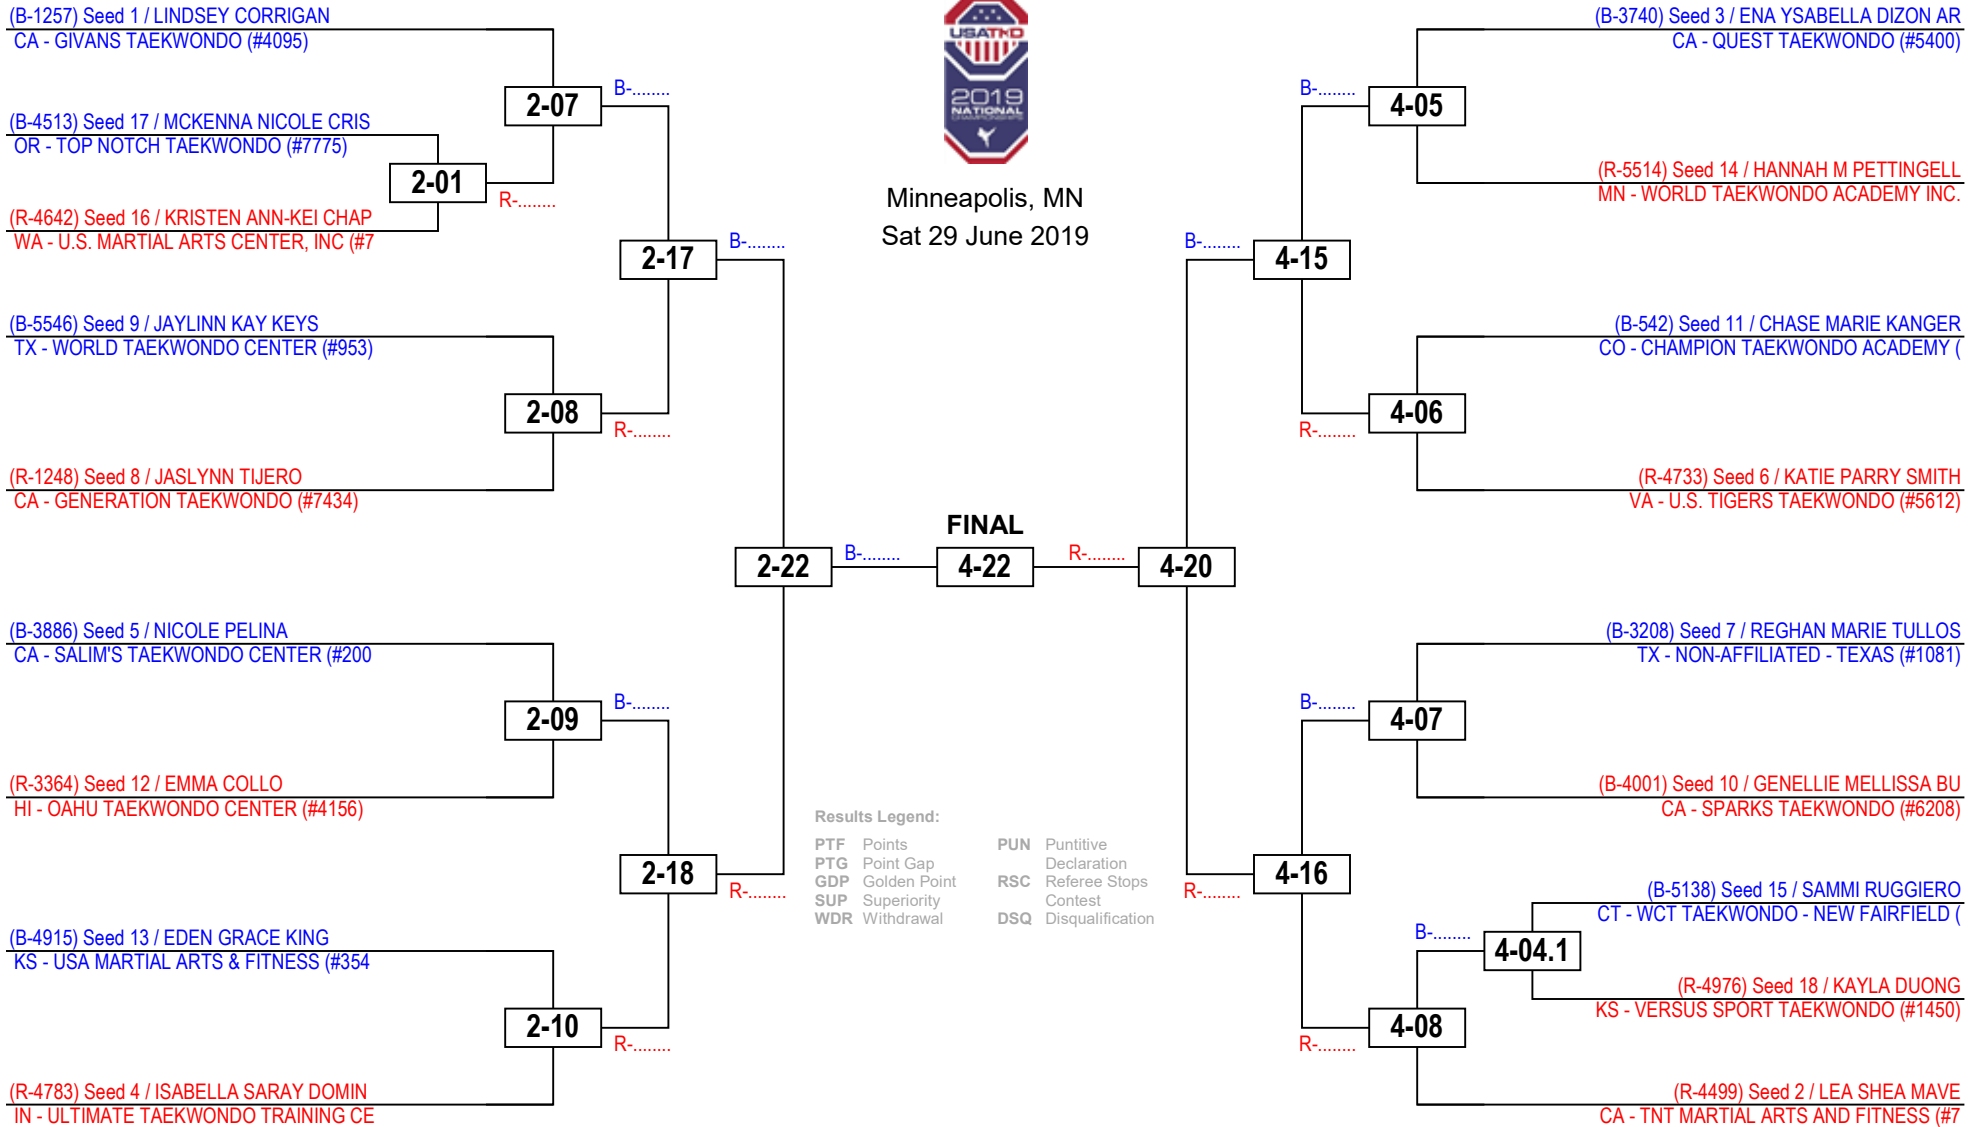 (B-1257) Seed 1 / LINDSEY CORRIGAN
CA - GIVANS TAEKWONDO (#4095)
2-07
B-........
(B-4513) Seed 17 / MCKENNA NICOLE CRIS
OR - TOP NOTCH TAEKWONDO (#7775)
2-01
R-........
(R-4642) Seed 16 / KRISTEN ANN-KEI CHAP
WA - U.S. MARTIAL ARTS CENTER, INC (#7
2-17
B-........
(B-5546) Seed 9 / JAYLINN KAY KEYS
TX - WORLD TAEKWONDO CENTER (#953)
2-08
R-........
(R-1248) Seed 8 / JASLYNN TIJERO
CA - GENERATION TAEKWONDO (#7434)
2-22
B-........
(B-3886) Seed 5 / NICOLE PELINA
CA - SALIM'S TAEKWONDO CENTER (#200
2-09
B-........
(R-3364) Seed 12 / EMMA COLLO
HI - OAHU TAEKWONDO CENTER (#4156)
2-18
R-........
(B-4915) Seed 13 / EDEN GRACE KING
KS - USA MARTIAL ARTS & FITNESS (#354
2-10
R-........
(R-4783) Seed 4 / ISABELLA SARAY DOMIN
IN - ULTIMATE TAEKWONDO TRAINING CE
USATKD
2019
NATIONAL
CHAMPIONSHIPS
Minneapolis, MN
Sat 29 June 2019
FINAL
4-22
Results Legend:
PTF Points
PTG Point Gap
GDP Golden Point
SUP Superiority
WDR Withdrawal
PUN Puntitive
Declaration
RSC Referee Stops
Contest
DSQ Disqualification
(B-3740) Seed 3 / ENA YSABELLA DIZON AR
CA - QUEST TAEKWONDO (#5400)
B-........
4-05
(R-5514) Seed 14 / HANNAH M PETTINGELL
MN - WORLD TAEKWONDO ACADEMY INC.
B-........
4-15
(B-542) Seed 11 / CHASE MARIE KANGER
CO - CHAMPION TAEKWONDO ACADEMY (
R-........
4-06
(R-4733) Seed 6 / KATIE PARRY SMITH
VA - U.S. TIGERS TAEKWONDO (#5612)
R-........
4-20
(B-3208) Seed 7 / REGHAN MARIE TULLOS
TX - NON-AFFILIATED - TEXAS (#1081)
B-........
4-07
(B-4001) Seed 10 / GENELLIE MELLISSA BU
CA - SPARKS TAEKWONDO (#6208)
R-........
4-16
(B-5138) Seed 15 / SAMMI RUGGIERO
CT - WCT TAEKWONDO - NEW FAIRFIELD (
B-........
4-04.1
(R-4976) Seed 18 / KAYLA DUONG
KS - VERSUS SPORT TAEKWONDO (#1450)
R-........
4-08
(R-4499) Seed 2 / LEA SHEA MAVE
CA - TNT MARTIAL ARTS AND FITNESS (#7